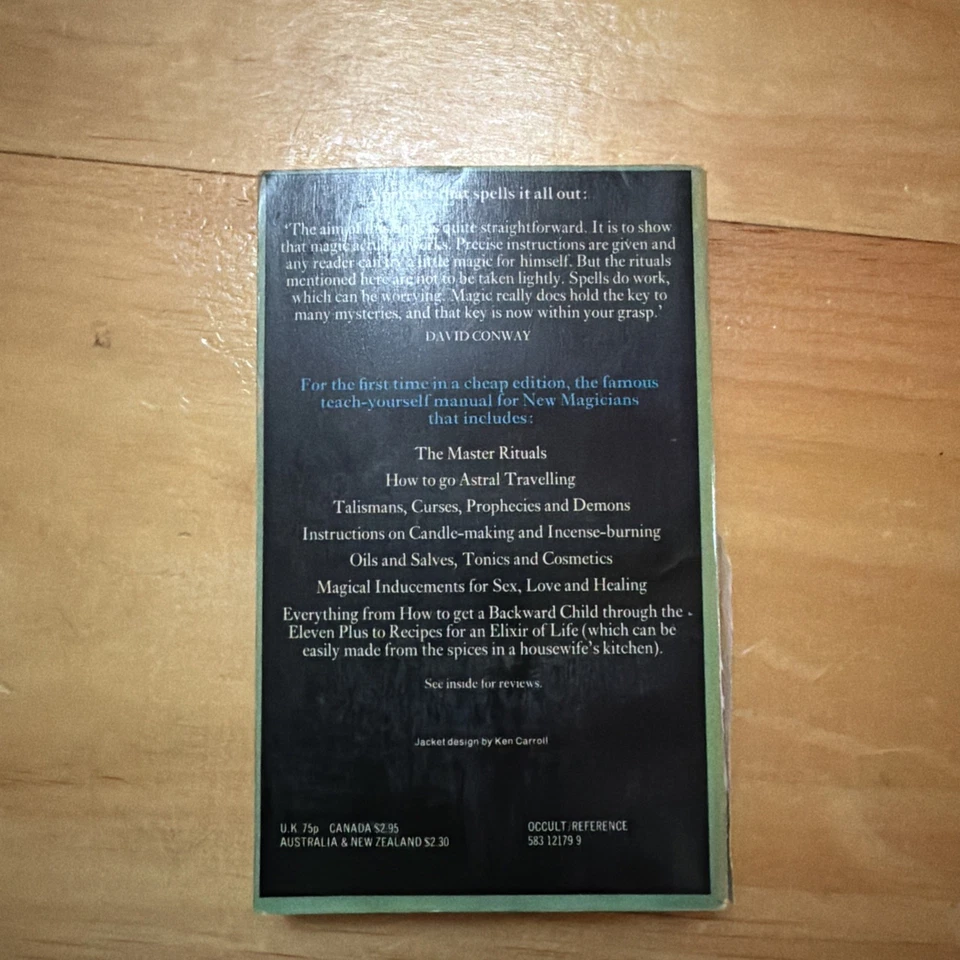 that spells it all out:
'The aim of this book is quite straightforward. It is to show
that magic actually works. Precise instructions are given and
any reader can try a little magic for himself. But the rituals
mentioned here are not to be taken lightly. Spells do work,
which can be worrying. Magic really does hold the key to
many mysteries, and that key is now within your grasp.'
DAVID CONWAY
For the first time in a cheap edition, the famous
teach-yourself manual for New Magicians
that includes:
The Master Rituals
How to go Astral Travelling
Talismans, Curses, Prophecies and Demons
Instructions on Candle-making and Incense-burning
Oils and Salves, Tonics and Cosmetics
Magical Inducements for Sex, Love and Healing
Everything from How to get a Backward Child through the
Eleven Plus to Recipes for an Elixir of Life (which can be
easily made from the spices in a housewife's kitchen).
See inside for reviews.
Jacket design by Ken Carroll
U.K. 75p CANADA $2.95
AUSTRALIA & NEW ZEALAND $2.30
OCCULT/REFERENCE
583 12179 9